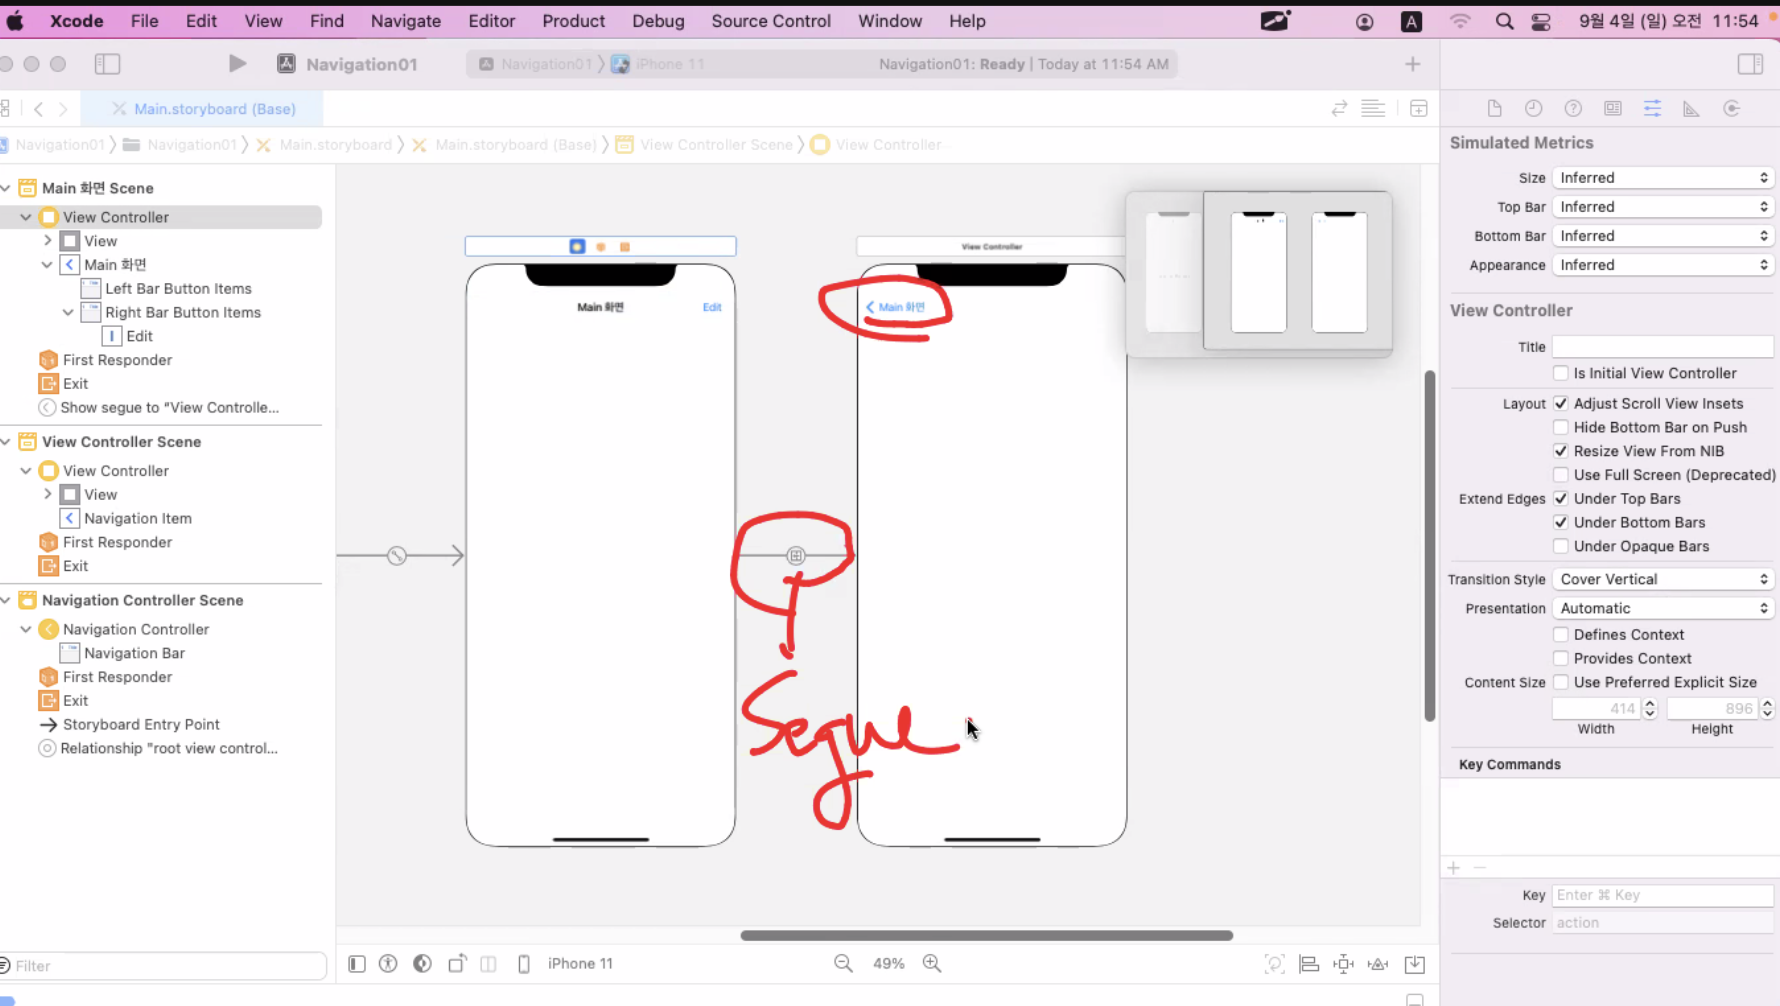 Xcode File Edit View Find Navigate Editor Product Debug Source Control Window Help A 9월 4일 (일) 오전 11:54
Navigation01 Navigation01 iPhone 11 Navigation01: Ready | Today at 11:54 AM
Main.storyboard (Base)
Navigation01 Navigation01 Main.storyboard Main.storyboard (Base) View Controller Scene View Controller
Main 화면 Scene
View Controller
View
Main 화면
Left Bar Button Items
Right Bar Button Items
Edit
First Responder
Exit
Show segue to “View Controlle...
View Controller Scene
View Controller
View
Navigation Item
First Responder
Exit
Navigation Controller Scene
Navigation Controller
Navigation Bar
First Responder
Exit
Storyboard Entry Point
Relationship "root view control...
Filter
Main 화면 Edit
View Controller
Main 화면
Segue
iPhone 11 49%
Simulated Metrics
Size Inferred
Top Bar Inferred
Bottom Bar Inferred
Appearance Inferred
View Controller
Title
Is Initial View Controller
Layout Adjust Scroll View Insets
Hide Bottom Bar on Push
Resize View From NIB
Use Full Screen (Deprecated)
Extend Edges Under Top Bars
Under Bottom Bars
Under Opaque Bars
Transition Style Cover Vertical
Presentation Automatic
Defines Context
Provides Context
Content Size Use Preferred Explicit Size
414 896
Width Height
Key Commands
Key Enter ⌘ Key
Selector action